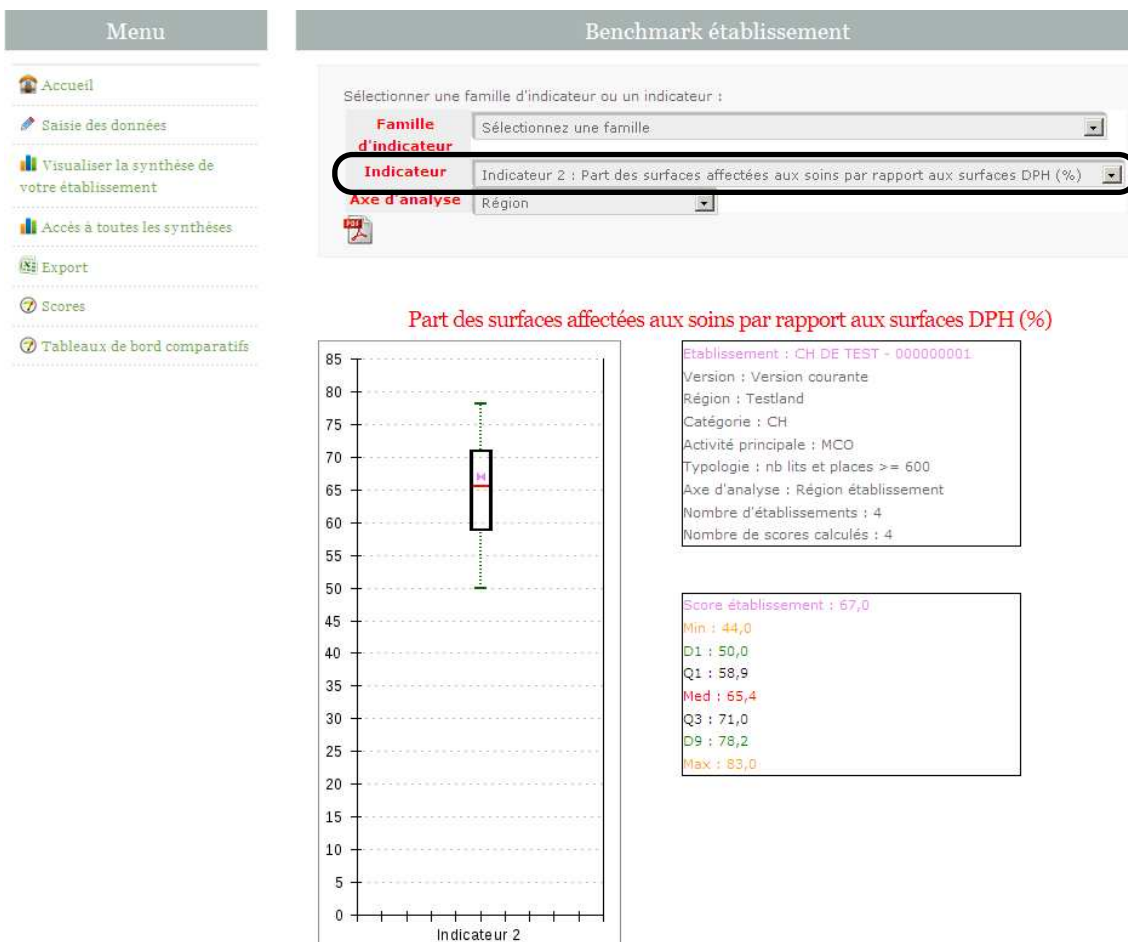 Menu
Accueil
Saisie des données
Visualiser la synthèse de
votre établissement
Accès à toutes les synthèses
Export
Scores
Tableaux de bord comparatifs
Benchmark établissement
Sélectionner une famille d'indicateur ou un indicateur :
Famille
d'indicateur
Sélectionnez une famille
Indicateur
Indicateur 2 : Part des surfaces affectées aux soins par rapport aux surfaces DPH (%)
Axe d'analyse
Région
PDF
Part des surfaces affectées aux soins par rapport aux surfaces DPH (%)
85
80
75
70
65
60
55
50
45
40
35
30
25
20
15
10
5
0
Indicateur 2
Etablissement : CH DE TEST - 000000001
Version : Version courante
Région : Testland
Catégorie : CH
Activité principale : MCO
Typologie : nb lits et places >= 600
Axe d'analyse : Région établissement
Nombre d'établissements : 4
Nombre de scores calculés : 4
Score établissement : 67,0
Min : 44,0
D1 : 50,0
Q1 : 58,9
Med : 65,4
Q3 : 71,0
D9 : 78,2
Max : 83,0